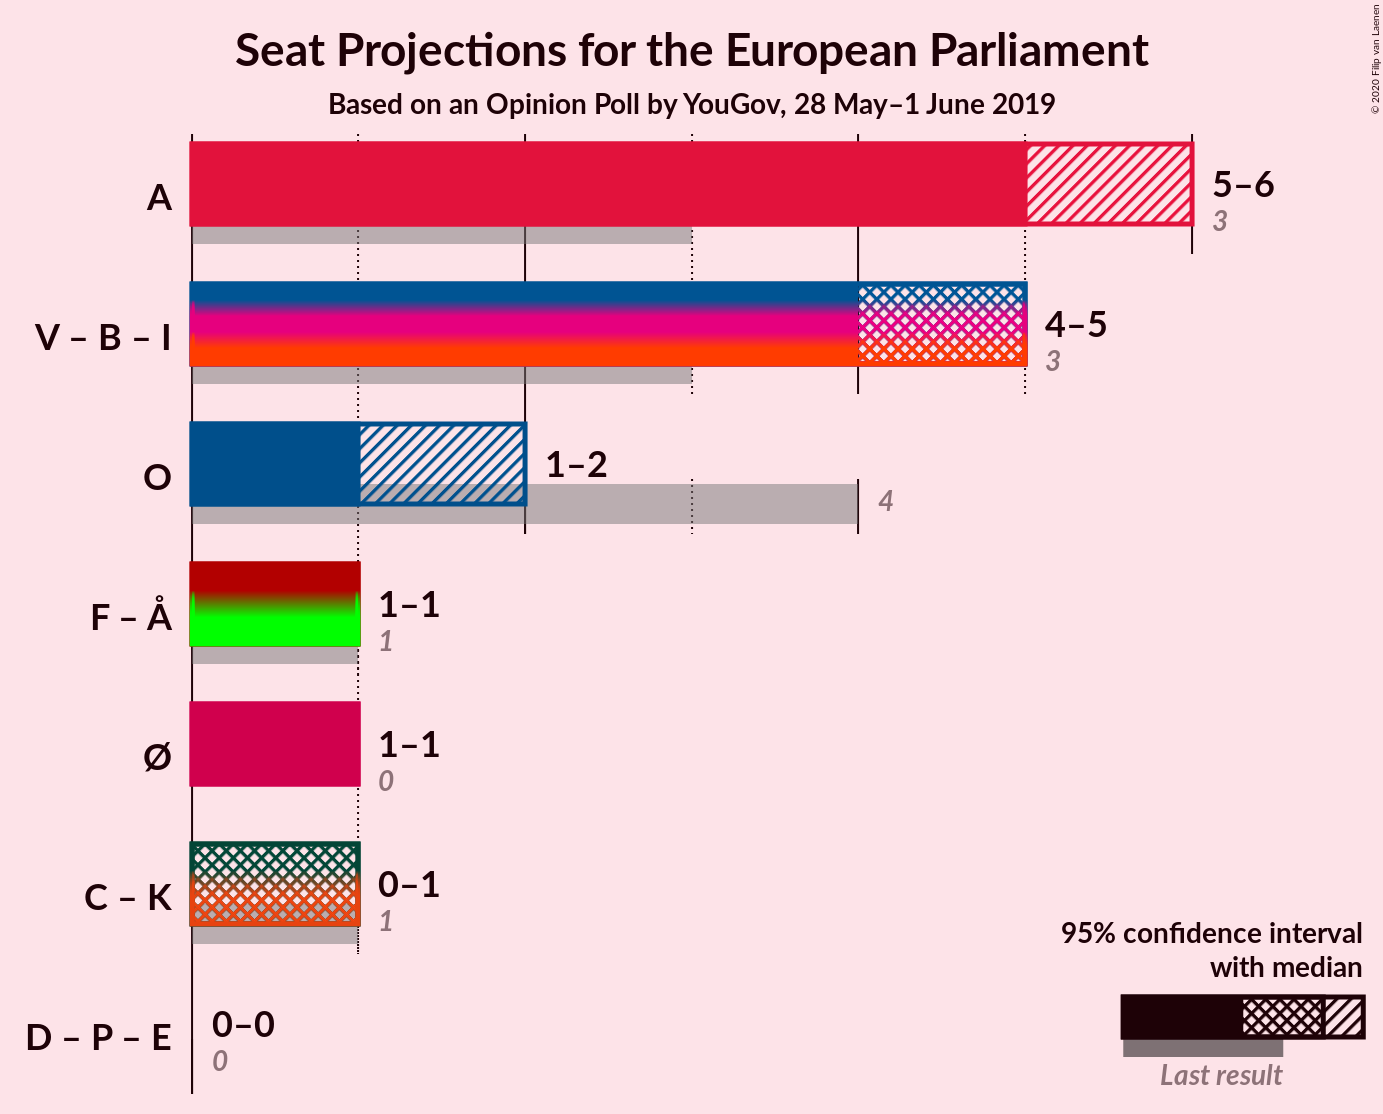 Seat Projections for the European Parliament
Based on an Opinion Poll by YouGov, 28 May–1 June 2019
© 2020 Filip van Laenen
A
5–6
3
V – B – I
4–5
3
O
1–2
4
F – Å
1–1
1
Ø
1–1
0
C – K
0–1
1
D – P – E
0–0
0
95% confidence interval
with median
Last result